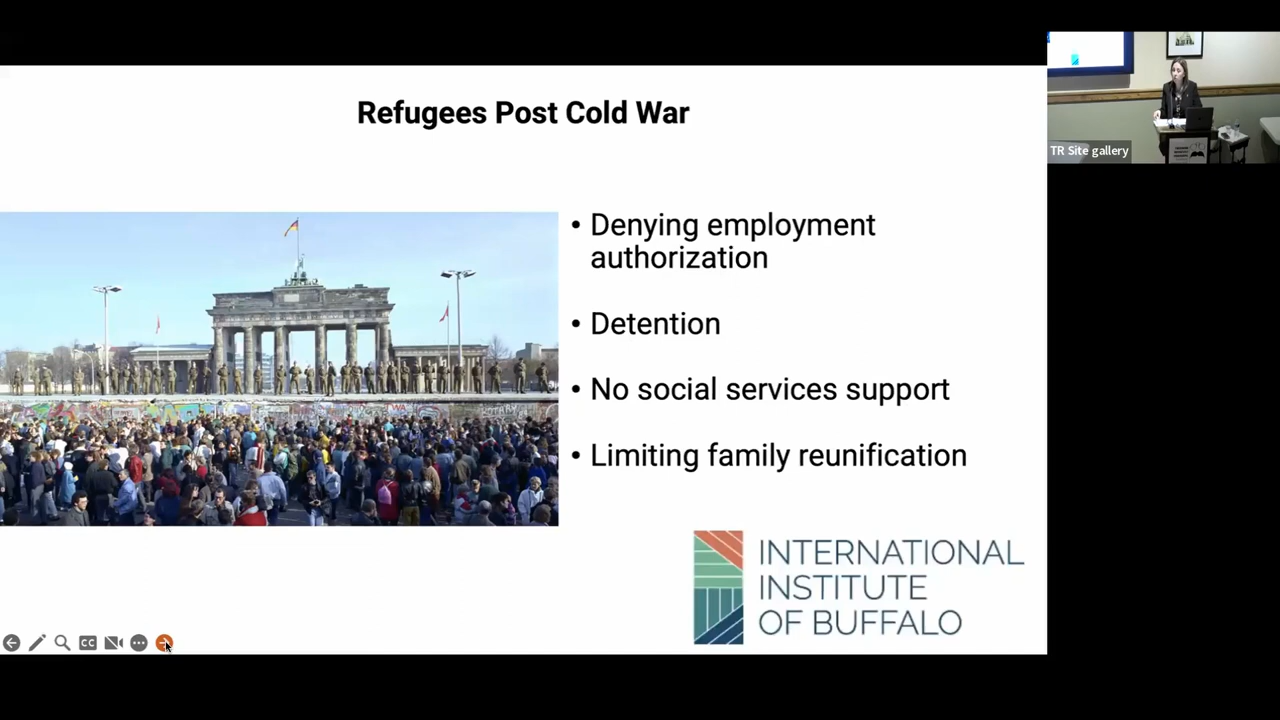 Refugees Post Cold War
TR Site gallery
• Denying employment
authorization
• Detention
• No social services support
• Limiting family reunification
INTERNATIONAL
INSTITUTE
OF BUFFALO
CC